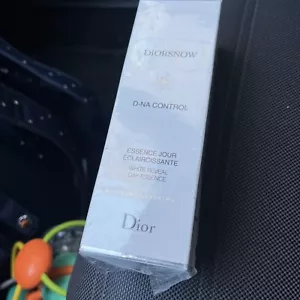 DIORSNOW
D-NA CONTROL
ESSENCE JOUR
ÉCLAIRCISSANTE
WHITE REVEAL
DAY ESSENCE
Dior